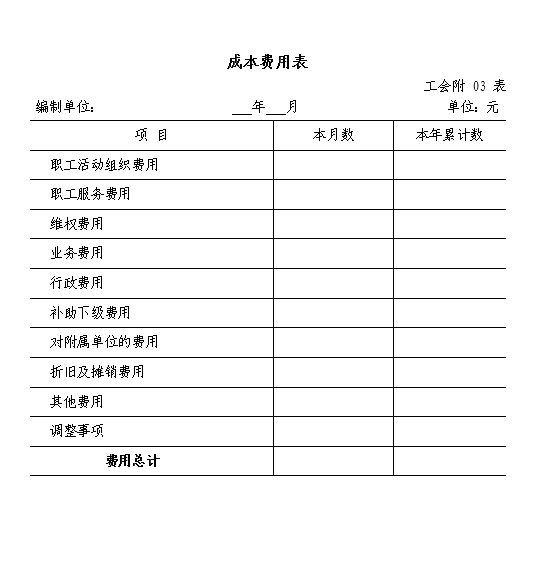 成本费用表
工会附 03 表
编制单位： ___年___月 单位：元
项 目 本月数 本年累计数
职工活动组织费用
职工服务费用
维权费用
业务费用
行政费用
补助下级费用
对附属单位的费用
折旧及摊销费用
其他费用
调整事项
费用总计